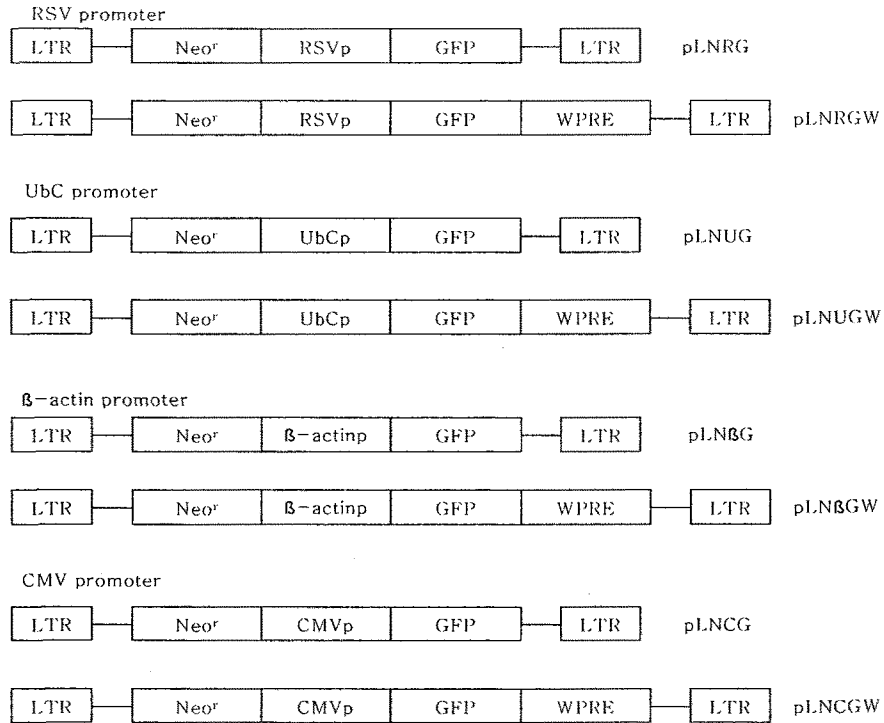 RSV promoter
LTR Neoʳ RSVp GFP LTR pLNRG
LTR Neoʳ RSVp GFP WPRE LTR pLNRGW
UbC promoter
LTR Neoʳ UbCp GFP LTR pLNUG
LTR Neoʳ UbCp GFP WPRE LTR pLNUGW
ß-actin promoter
LTR Neoʳ ß-actinp GFP LTR pLNßG
LTR Neoʳ ß-actinp GFP WPRE LTR pLNßGW
CMV promoter
LTR Neoʳ CMVp GFP LTR pLNCG
LTR Neoʳ CMVp GFP WPRE LTR pLNCGW